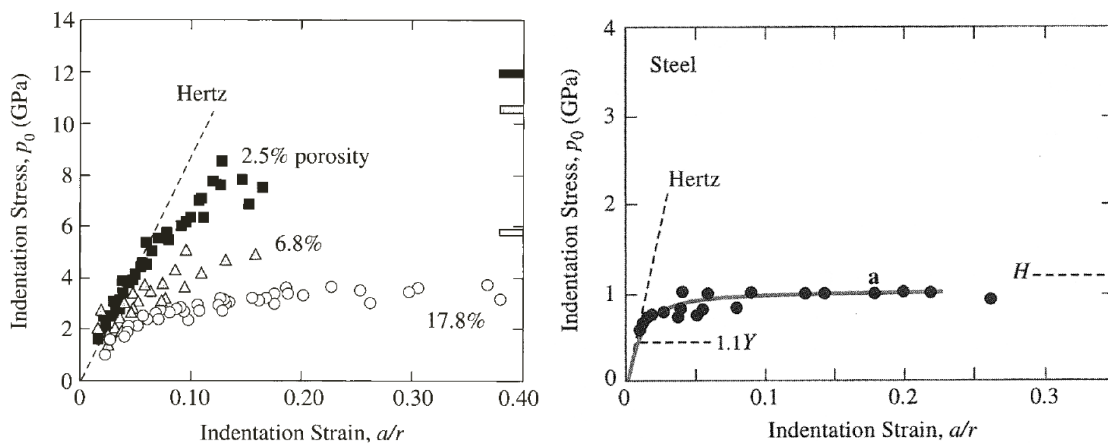 Indentation Stress, p₀ (GPa)
14
12
10
8
6
4
2
0
Hertz
2.5% porosity
6.8%
17.8%
0
0.10
0.20
0.30
0.40
Indentation Strain, a/r
Indentation Stress, p₀ (GPa)
4
3
2
1
0
Steel
Hertz
a
H
1.1Y
0
0.1
0.2
0.3
Indentation Strain, a/r